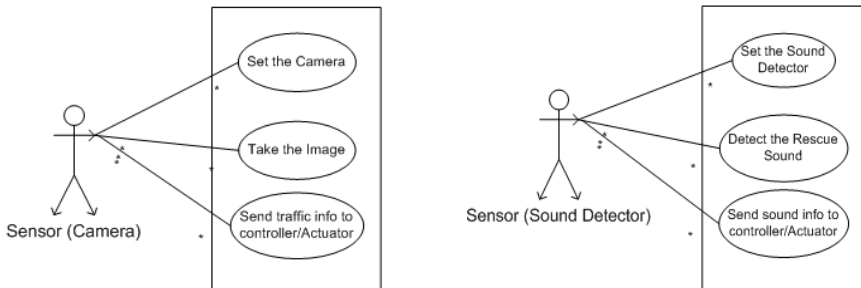 Set the Camera
Take the Image
Send traffic info to
controller/Actuator
Sensor (Camera)
Set the Sound
Detector
Detect the Rescue
Sound
Send sound info to
controller/Actuator
Sensor (Sound Detector)